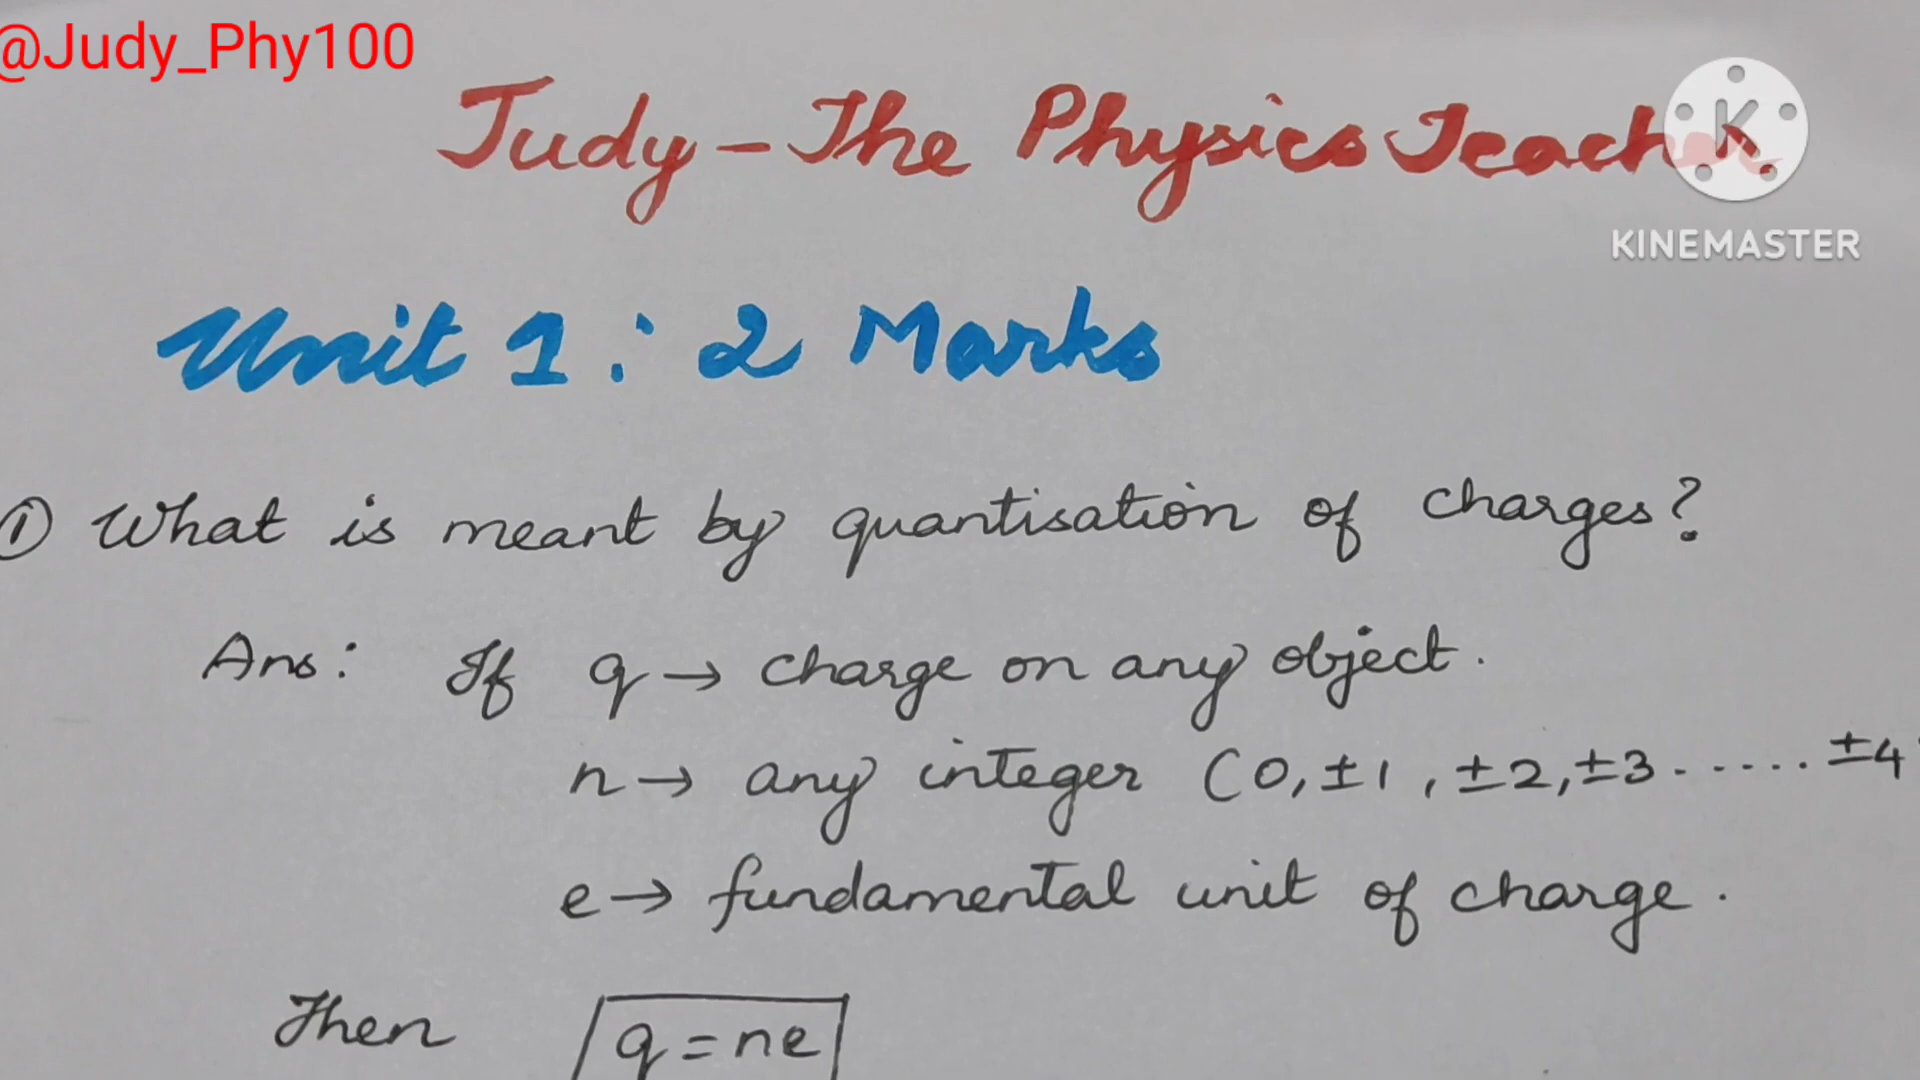 @Judy_Phy100
Judy - The Physics Teach
K
KINEMASTER
Unit 1 : 2 Marks
① What is meant by quantisation of charges?
Ans: If q → charge on any object.
n → any integer (0, ±1, ±2, ±3 ...... ±4
e → fundamental unit of charge.
Then q = ne